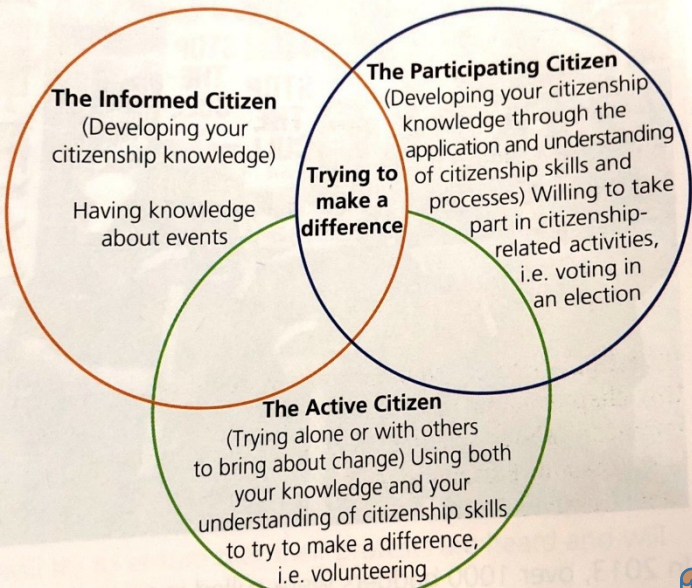 The Informed Citizen
(Developing your
citizenship knowledge)
Having knowledge
about events
The Participating Citizen
(Developing your citizenship
knowledge through the
application and understanding
of citizenship skills and
processes) Willing to take
part in citizenship-
related activities,
i.e. voting in
an election
Trying to
make a
difference
The Active Citizen
(Trying alone or with others
to bring about change) Using both
your knowledge and your
understanding of citizenship skills
to try to make a difference,
i.e. volunteering